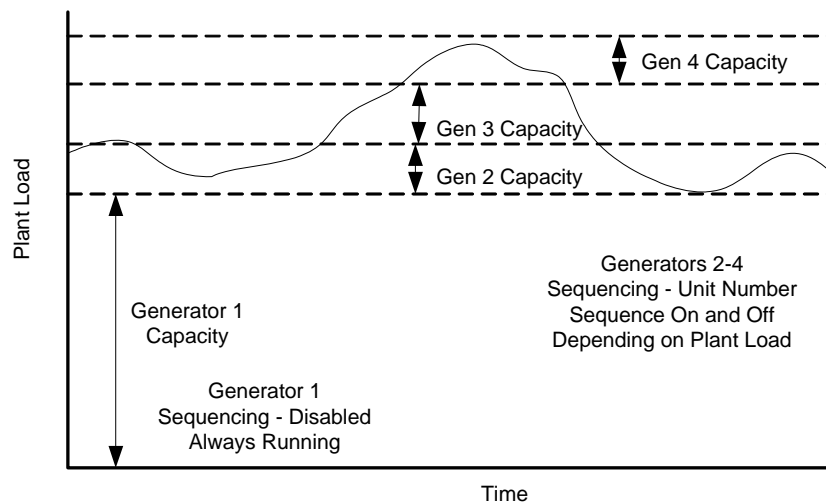 Gen 4 Capacity
Gen 3 Capacity
Gen 2 Capacity
Plant Load
Generator 1
Capacity
Generators 2-4
Sequencing - Unit Number
Sequence On and Off
Depending on Plant Load
Generator 1
Sequencing - Disabled
Always Running
Time